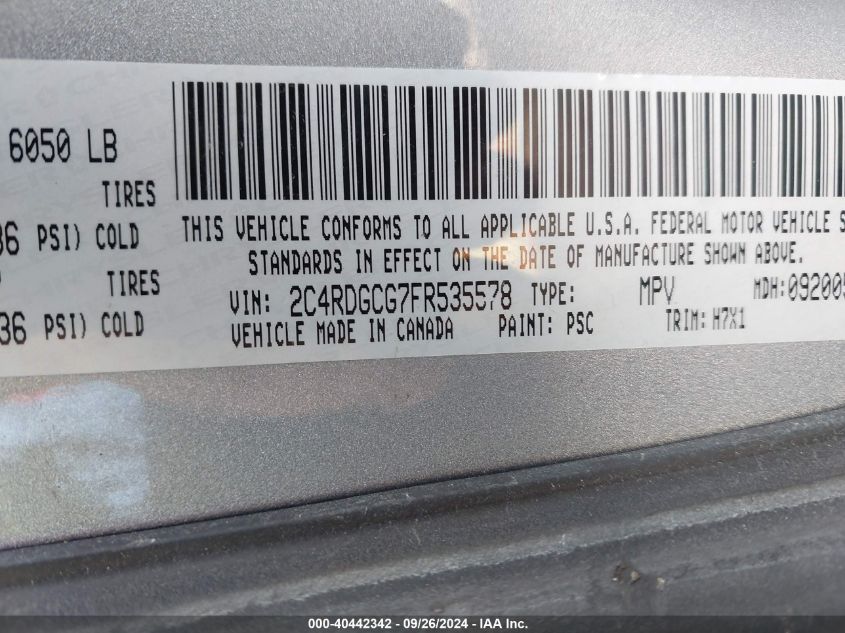 6050 LB
TIRES
36 PSI) COLD
TIRES
36 PSI) COLD
THIS VEHICLE CONFORMS TO ALL APPLICABLE U.S.A. FEDERAL MOTOR VEHICLE S
STANDARDS IN EFFECT ON THE DATE OF MANUFACTURE SHOWN ABOVE.
VIN: 2C4RDGCG7FR535578 TYPE: MPV MDH:092005
VEHICLE MADE IN CANADA PAINT: PSC TRIM: H7X1
000-40442342 / 09/26/2024 - IAA Inc.